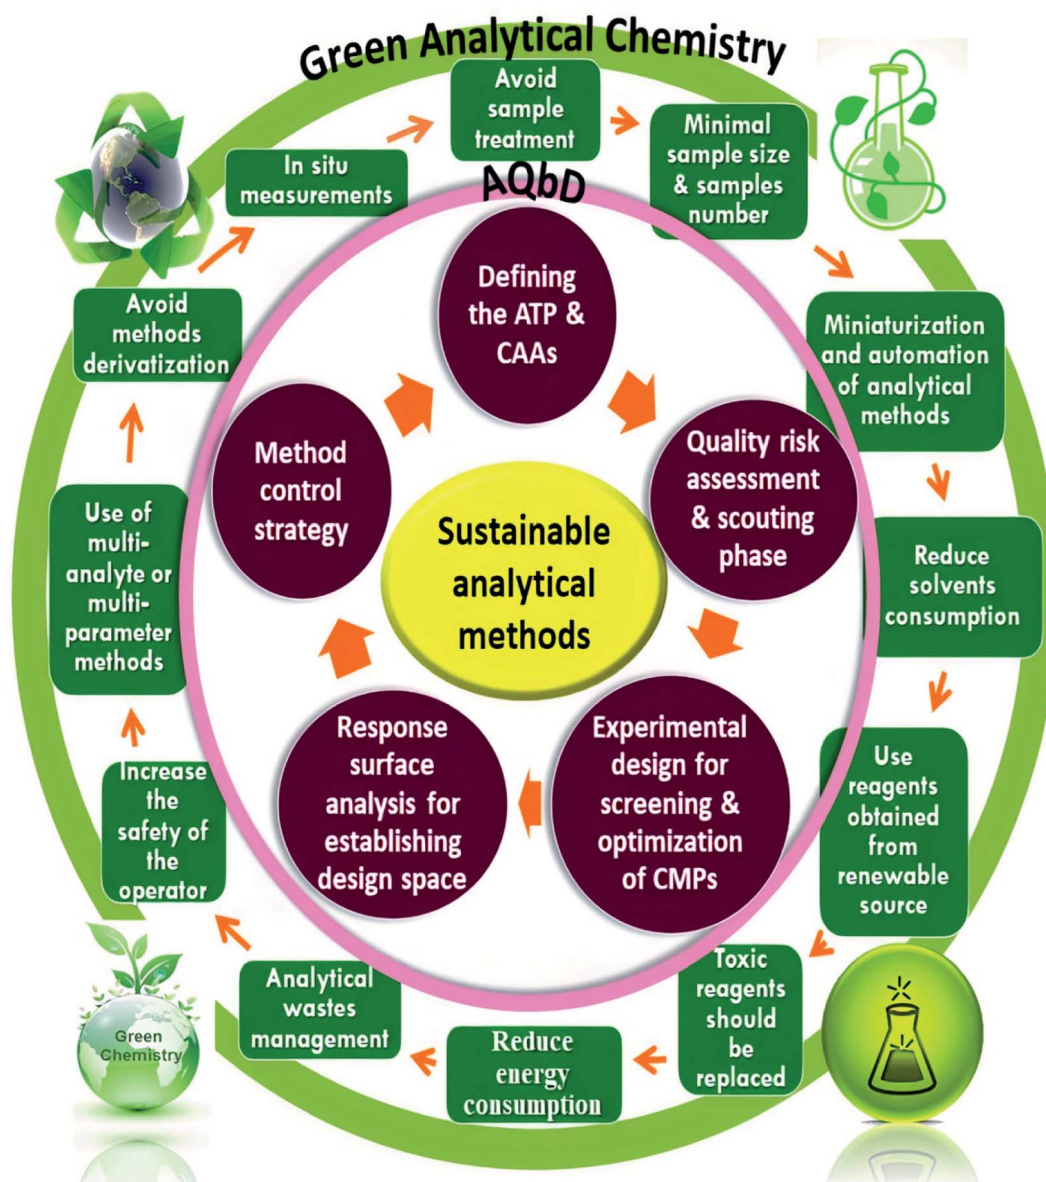 Green Analytical Chemistry
Avoid
sample
treatment
Minimal
sample size
& samples
number
Miniaturization
and automation
of analytical
methods
Reduce
solvents
consumption
Use
reagents
obtained
from
renewable
source
Toxic
reagents
should
be
replaced
Reduce
energy
consumption
Analytical
wastes
management
Increase
the
safety of
the
operator
Use of
multi-
analyte or
multi-
parameter
methods
Avoid
methods
derivatization
In situ
measurements
AQbD
Defining
the ATP &
CAAs
Quality risk
assessment
& scouting
phase
Experimental
design for
screening &
optimization
of CMPs
Response
surface
analysis for
establishing
design space
Method
control
strategy
Sustainable
analytical
methods
Green
Chemistry